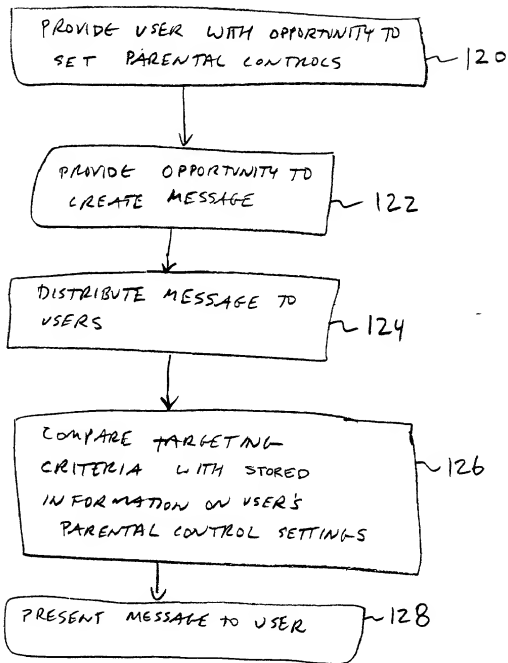 PROVIDE USER WITH OPPORTUNITY TO
SET PARENTAL CONTROLS
120
PROVIDE OPPORTUNITY TO
CREATE MESSAGE
122
DISTRIBUTE MESSAGE TO
USERS
124
COMPARE TARGETING
CRITERIA WITH STORED
INFORMATION ON USER'S
PARENTAL CONTROL SETTINGS
126
PRESENT MESSAGE TO USER
128